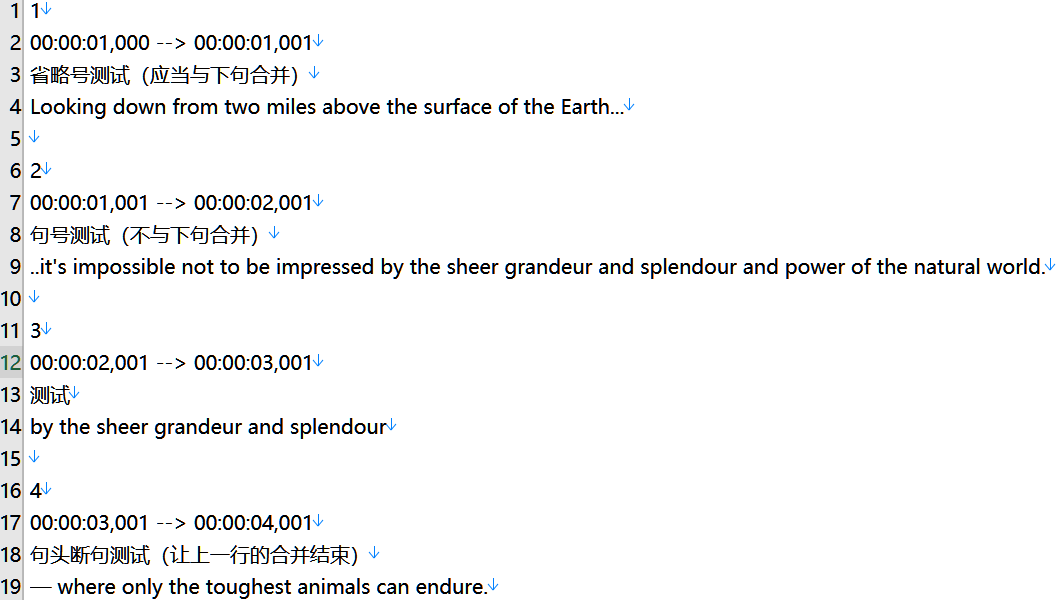 1 1↓
2 00:00:01,000 --> 00:00:01,001↓
3 省略号测试（应当与下句合并）↓
4 Looking down from two miles above the surface of the Earth...↓
5 ↓
6 2↓
7 00:00:01,001 --> 00:00:02,001↓
8 句号测试（不与下句合并）↓
9 ..it's impossible not to be impressed by the sheer grandeur and splendour and power of the natural world.↓
10 ↓
11 3↓
12 00:00:02,001 --> 00:00:03,001↓
13 测试↓
14 by the sheer grandeur and splendour↓
15 ↓
16 4↓
17 00:00:03,001 --> 00:00:04,001↓
18 句头断句测试（让上一行的合并结束）↓
19 — where only the toughest animals can endure.↓